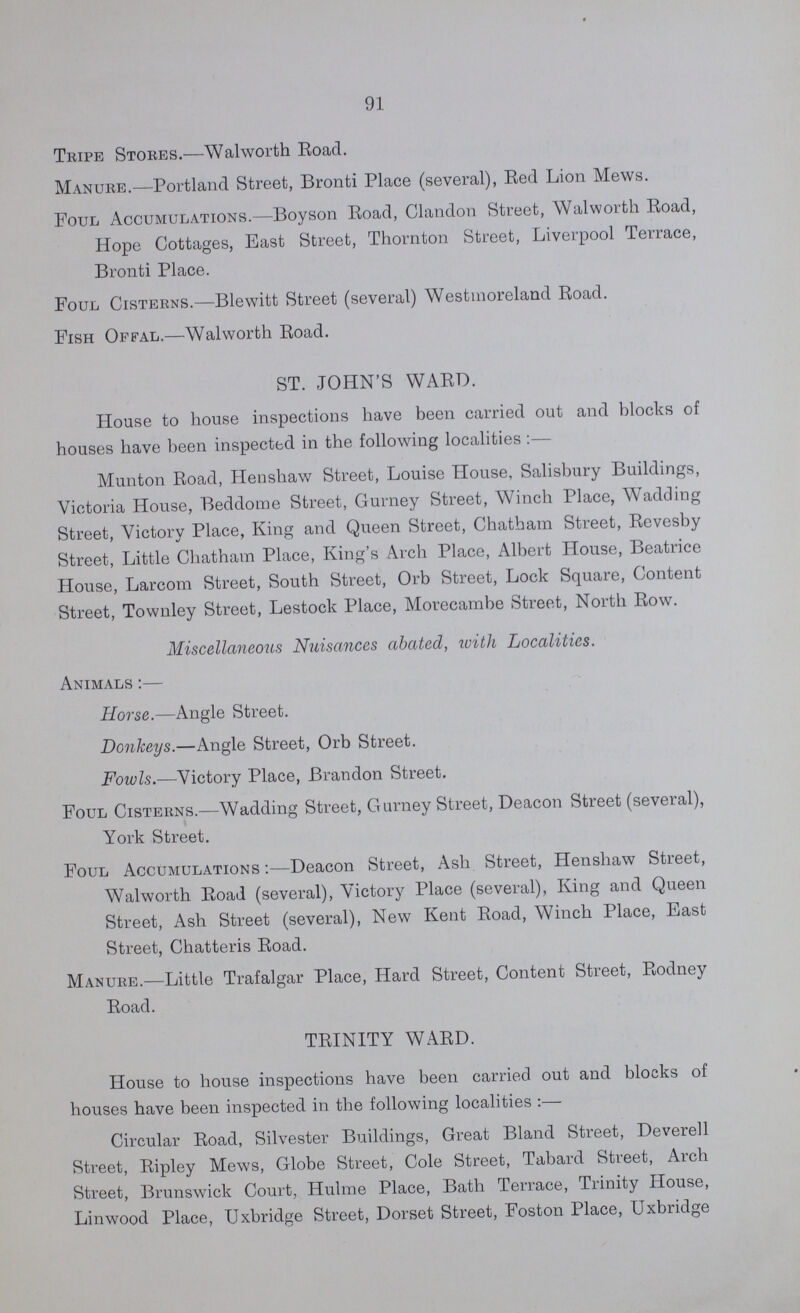 91
Tripe Stores.—Walworth Road.
Manure.—Portland Street, Bronti Place (several), Red Lion Mews.
Foul Accumulations.—Boyson Road, Clandon Street, Walworth Road,
Hope Cottages, East Street, Thornton Street, Liverpool Terrace,
Bronti Place.
Foul Cisterns.—Blewitt Street (several) Westmoreland Road.
Fish Offal.—Walworth Road.
ST. JOHN'S WARD.
House to house inspections have been carried out and blocks of
houses have been inspected in the following localities :—
Munton Road, Henshaw Street, Louise House, Salisbury Buildings,
Victoria House, Beddome Street, Gurney Street, Winch Place, Wadding
Street, Victory Place, King and Queen Street, Chatham Street, Revesby
Street, Little Chatham Place, King's Arch Place, Albert House, Beatrice
House, Larcom Street, South Street, Orb Street, Lock Square, Content
Street, Townley Street, Lestock Place, Morecambe Street, North Row.
Miscellaneous Nuisances abated, with Localities.
Animals :—
Horse.—Angle Street.
Donkeys.—Angle Street, Orb Street.
Fowls.—Victory Place, Brandon Street.
Foul Cisterns.—Wadding Street, Gurney Street, Deacon Street (several),
York Street.
Foul Accumulations :—Deacon Street, Ash Street, Henshaw Street,
Walworth Road (several), Victory Place (several), King and Queen
Street, Ash Street (several), New Kent Road, Winch Place, East
Street, Chatteris Road.
Manure.—Little Trafalgar Place, Hard Street, Content Street, Rodney
Road.
TRINITY WARD.
House to house inspections have been carried out and blocks of
houses have been inspected in the following localities :—
Circular Road, Silvester Buildings, Great Bland Street, Deverell
Street, Ripley Mews, Globe Street, Cole Street, Tabard Street, Arch
Street, Brunswick Court, Hulme Place, Bath Terrace, Trinity House,
Linwood Place, Uxbridge Street, Dorset Street, Foston Place, Uxbridge